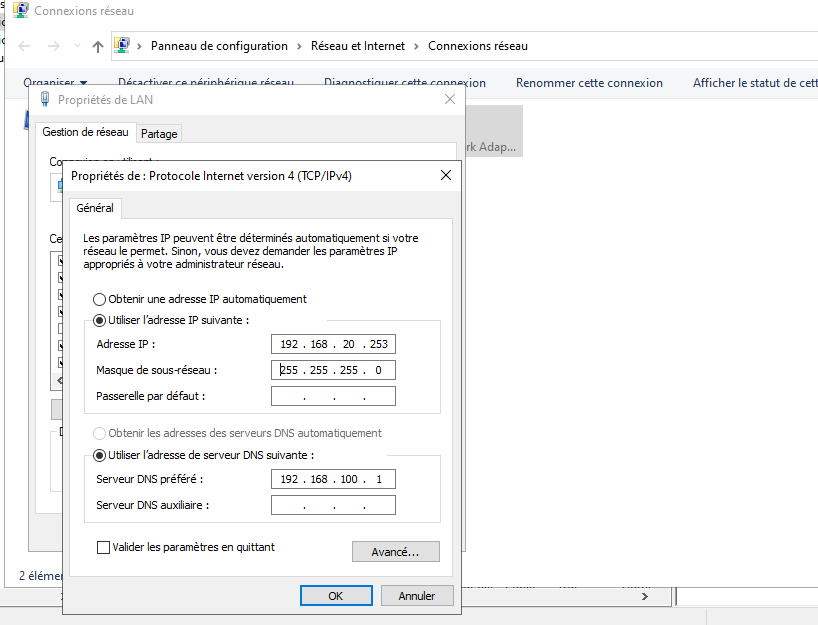 Connexions réseau
Panneau de configuration > Réseau et Internet > Connexions réseau
Organiser Désactiver ce périphérique réseau Diagnostiquer cette connexion Renommer cette connexion Afficher le statut de cett
Propriétés de LAN
Gestion de réseau Partage
rk Adap...
Propriétés de : Protocole Internet version 4 (TCP/IPv4)
Général
Les paramètres IP peuvent être déterminés automatiquement si votre
réseau le permet. Sinon, vous devez demander les paramètres IP
appropriés à votre administrateur réseau.
Obtenir une adresse IP automatiquement
Utiliser l'adresse IP suivante :
Adresse IP : 192 . 168 . 20 . 253
Masque de sous-réseau : 255 . 255 . 255 . 0
Passerelle par défaut : . . .
Obtenir les adresses des serveurs DNS automatiquement
Utiliser l'adresse de serveur DNS suivante :
Serveur DNS préféré : 192 . 168 . 100 . 1
Serveur DNS auxiliaire : . . .
Valider les paramètres en quittant
Avancé...
2 élémen
OK Annuler